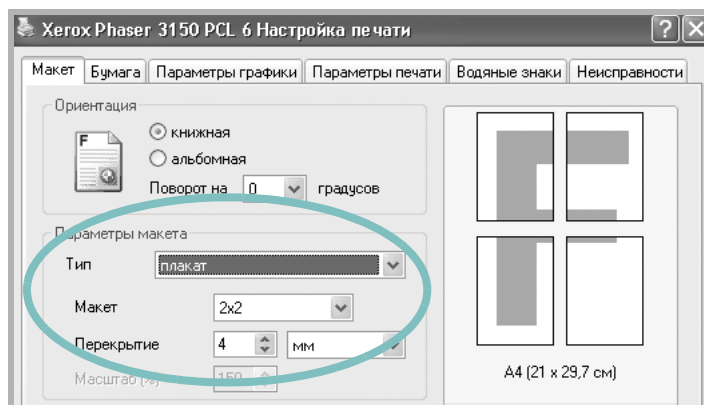 Xerox Phaser 3150 PCL 6 Настройка печати
Макет Бумага Параметры графики Параметры печати Водяные знаки Неисправности
Ориентация
F
книжная
альбомная
Поворот на 0 градусов
Параметры макета
Тип плакат
Макет 2x2
Перекрытие 4 мм
Масштаб (%) 150
A4 (21 x 29,7 см)